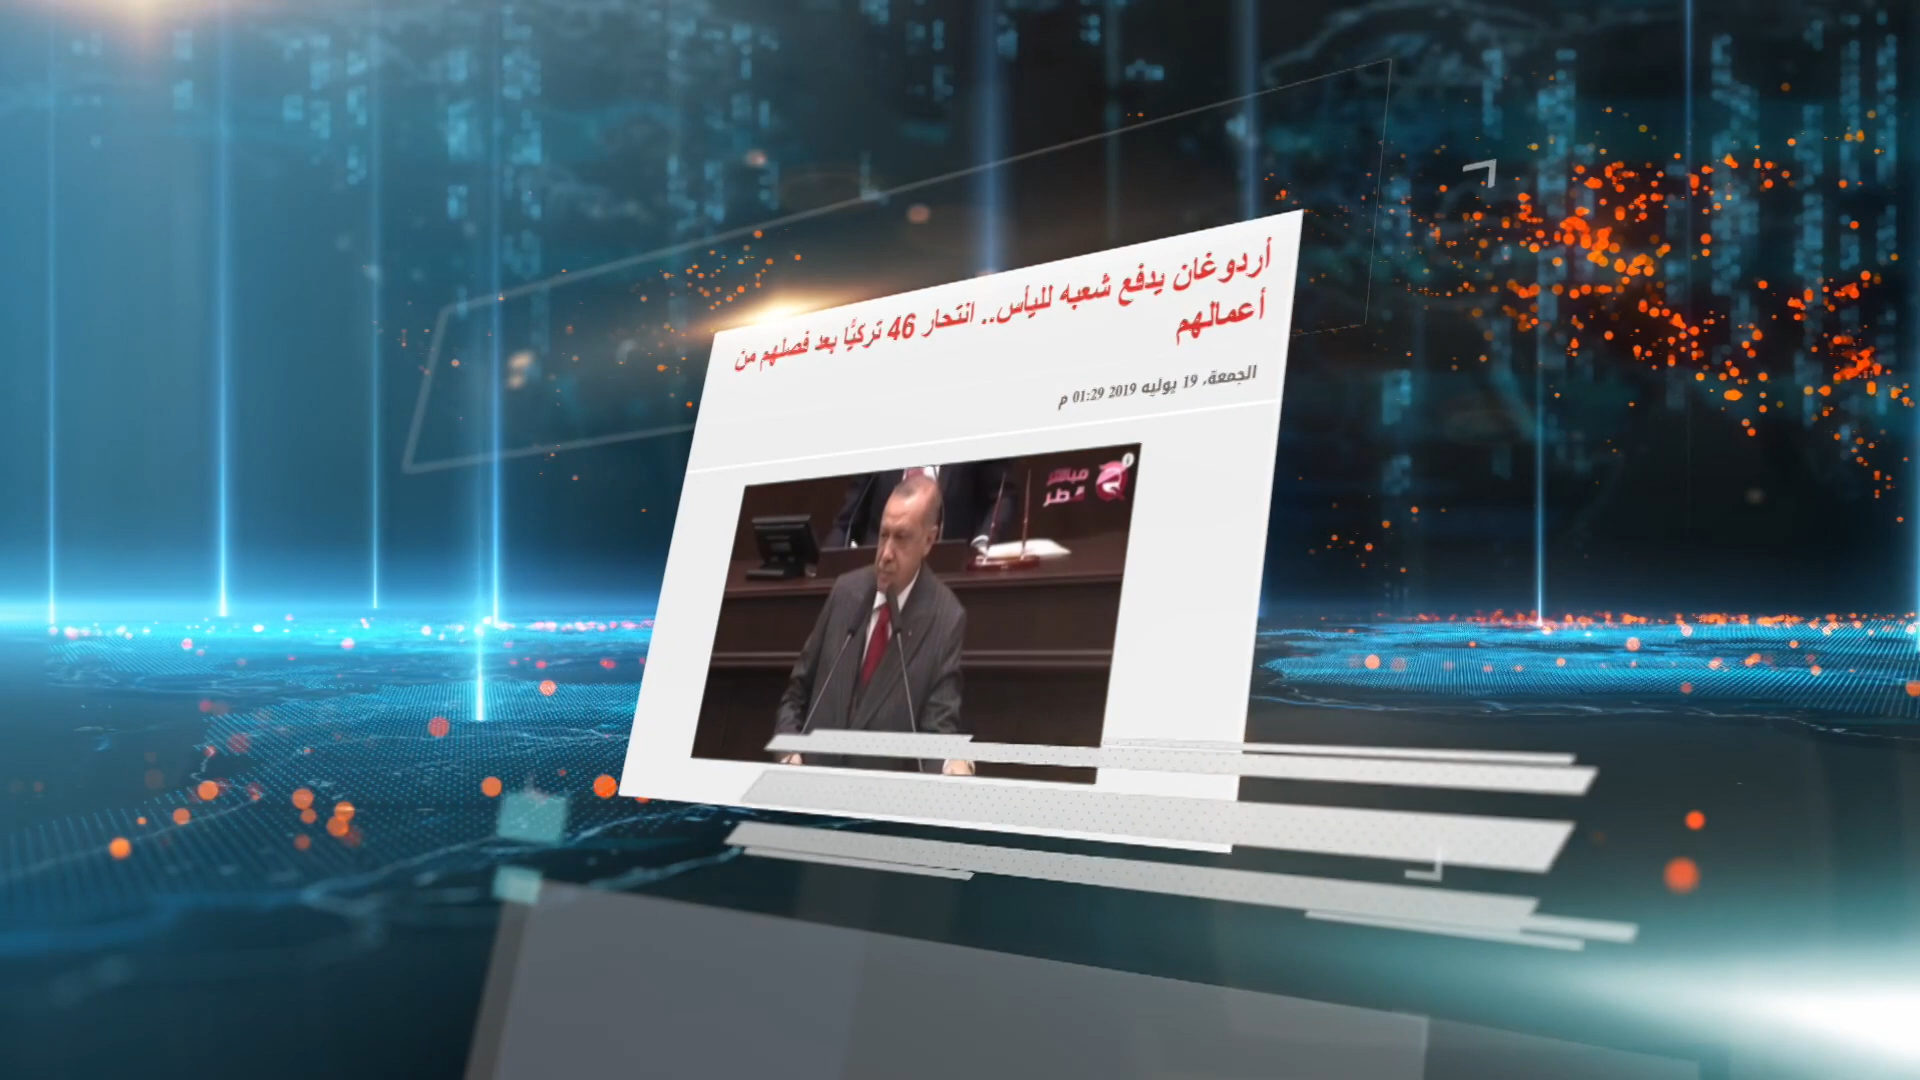 أردوغان يدفع شعبه لليأس.. انتحار 46 تركيًّا بعد فصلهم من
أعمالهم
الجمعة، 19 يوليه 2019 01:29 م
مباشر
قطر